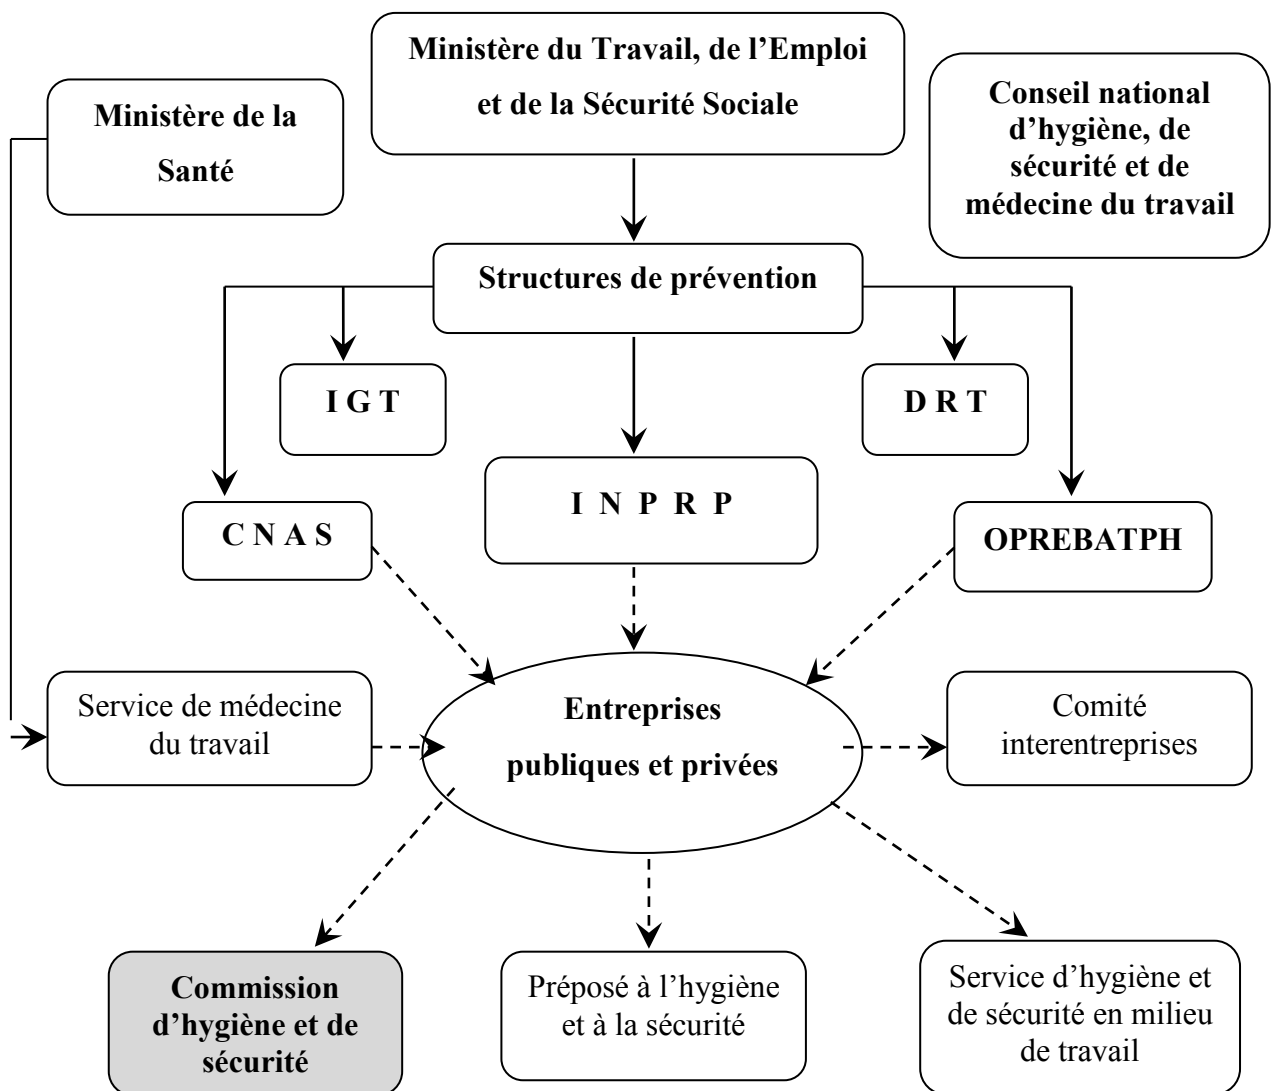 Ministère du Travail, de l’Emploi
et de la Sécurité Sociale
Conseil national
d’hygiène, de
sécurité et de
médecine du travail
Ministère de la
Santé
Structures de prévention
I G T
D R T
I N P R P
C N A S
OPREBATPH
Service de médecine
du travail
Entreprises
publiques et privées
Comité
interentreprises
Commission
d’hygiène et de
sécurité
Préposé à l’hygiène
et à la sécurité
Service d’hygiène et
de sécurité en milieu
de travail